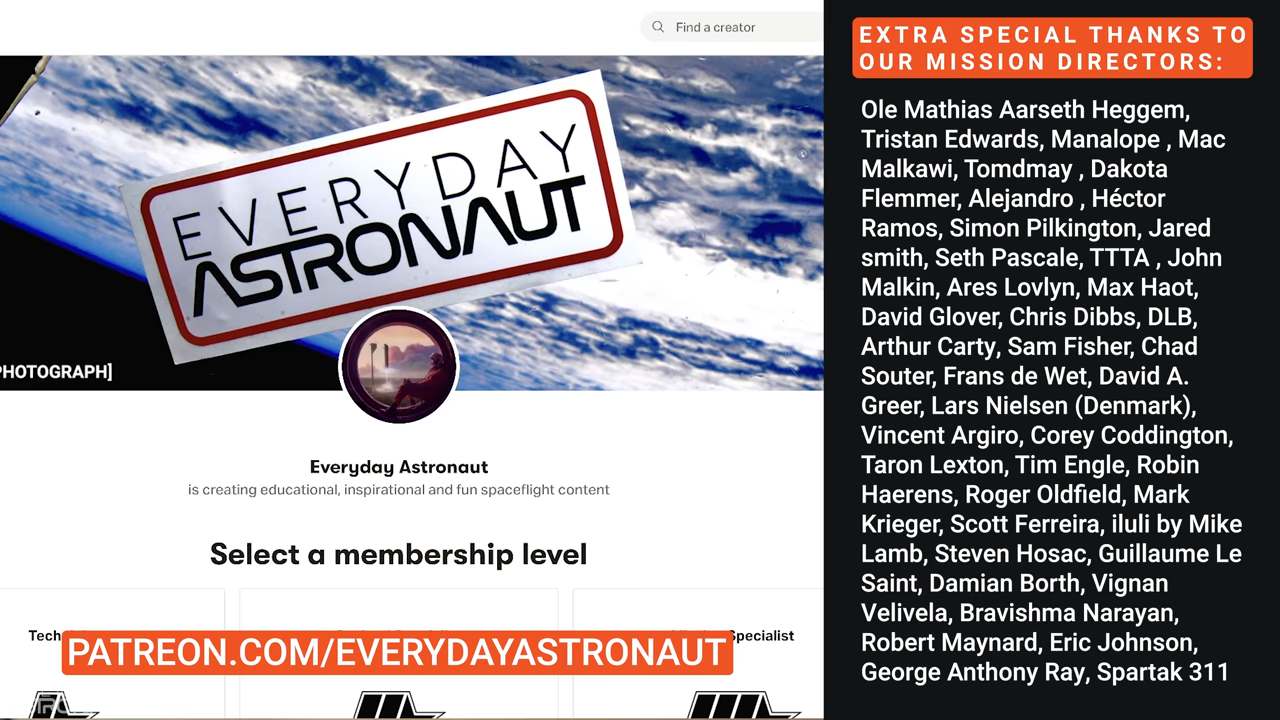 Find a creator
EVERYDAY
ASTRONAUT
PHOTOGRAPH]
Everyday Astronaut
is creating educational, inspirational and fun spaceflight content
Select a membership level
Specialist
PATREON.COM/EVERYDAYASTRONAUT
EXTRA SPECIAL THANKS TO
OUR MISSION DIRECTORS:
Ole Mathias Aarseth Heggem,
Tristan Edwards, Manalope , Mac
Malkawi, Tomdmay , Dakota
Flemmer, Alejandro , Héctor
Ramos, Simon Pilkington, Jared
smith, Seth Pascale, TTTA , John
Malkin, Ares Lovlyn, Max Haot,
David Glover, Chris Dibbs, DLB,
Arthur Carty, Sam Fisher, Chad
Souter, Frans de Wet, David A.
Greer, Lars Nielsen (Denmark),
Vincent Argiro, Corey Coddington,
Taron Lexton, Tim Engle, Robin
Haerens, Roger Oldfield, Mark
Krieger, Scott Ferreira, iluli by Mike
Lamb, Steven Hosac, Guillaume Le
Saint, Damian Borth, Vignan
Velivela, Bravishma Narayan,
Robert Maynard, Eric Johnson,
George Anthony Ray, Spartak 311